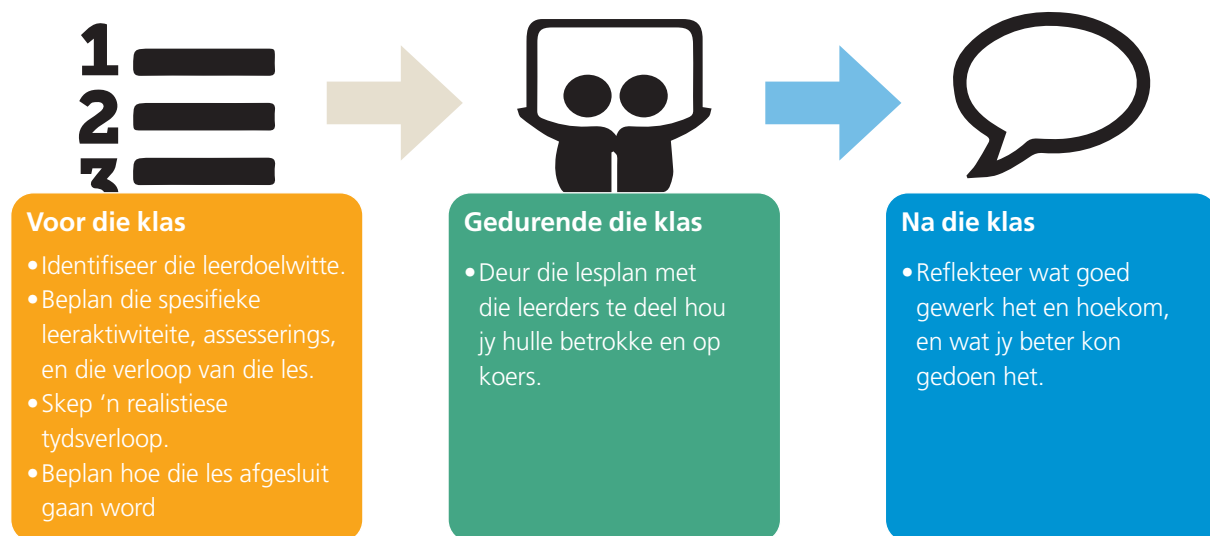 1
2
3
Voor die klas
•Identifiseer die leerdoelwitte.
•Beplan die spesifieke
leeraktiwiteite, assesserings,
en die verloop van die les.
•Skep ‘n realistiese
tydsverloop.
•Beplan hoe die les afgesluit
gaan word
Gedurende die klas
•Deur die lesplan met
die leerders te deel hou
jy hulle betrokke en op
koers.
Na die klas
•Reflekteer wat goed
gewerk het en hoekom,
en wat jy beter kon
gedoen het.